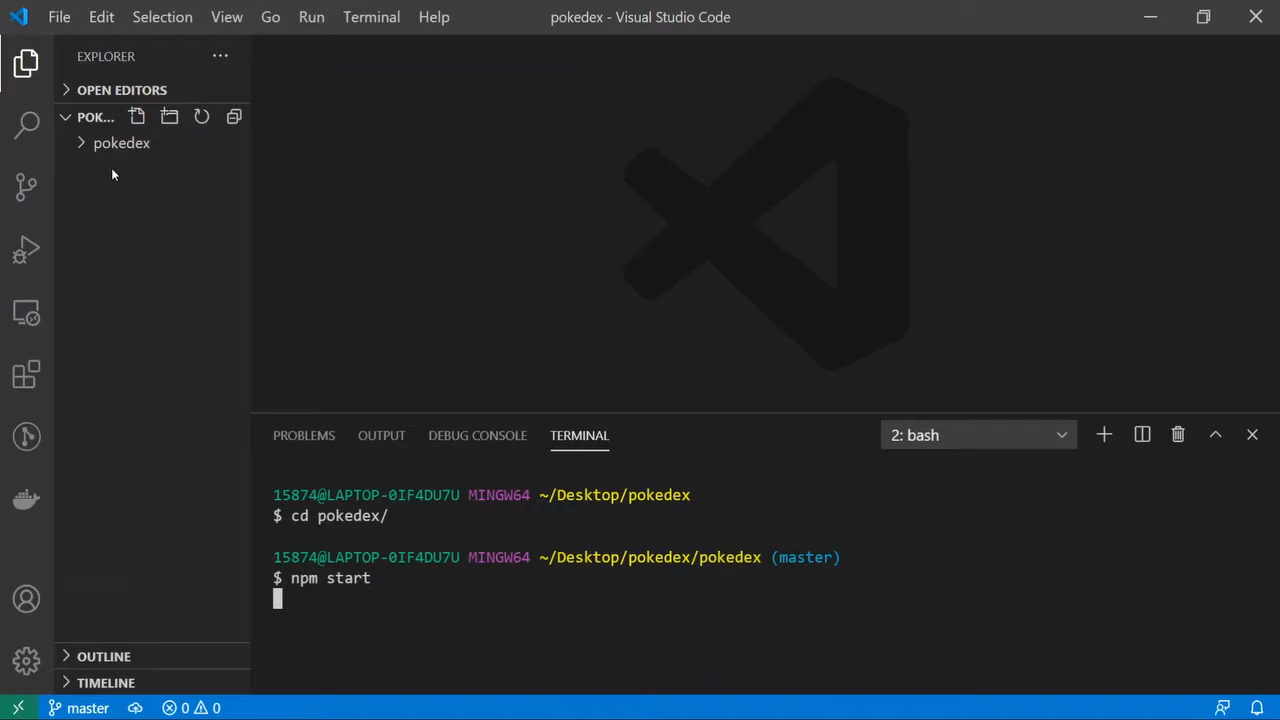 File Edit Selection View Go Run Terminal Help
pokedex - Visual Studio Code
EXPLORER
OPEN EDITORS
POK...
pokedex
PROBLEMS OUTPUT DEBUG CONSOLE TERMINAL
2: bash
15874@LAPTOP-0IF4DU7U MINGW64 ~/Desktop/pokedex
$ cd pokedex/
15874@LAPTOP-0IF4DU7U MINGW64 ~/Desktop/pokedex/pokedex (master)
$ npm start
OUTLINE
TIMELINE
master 0 0